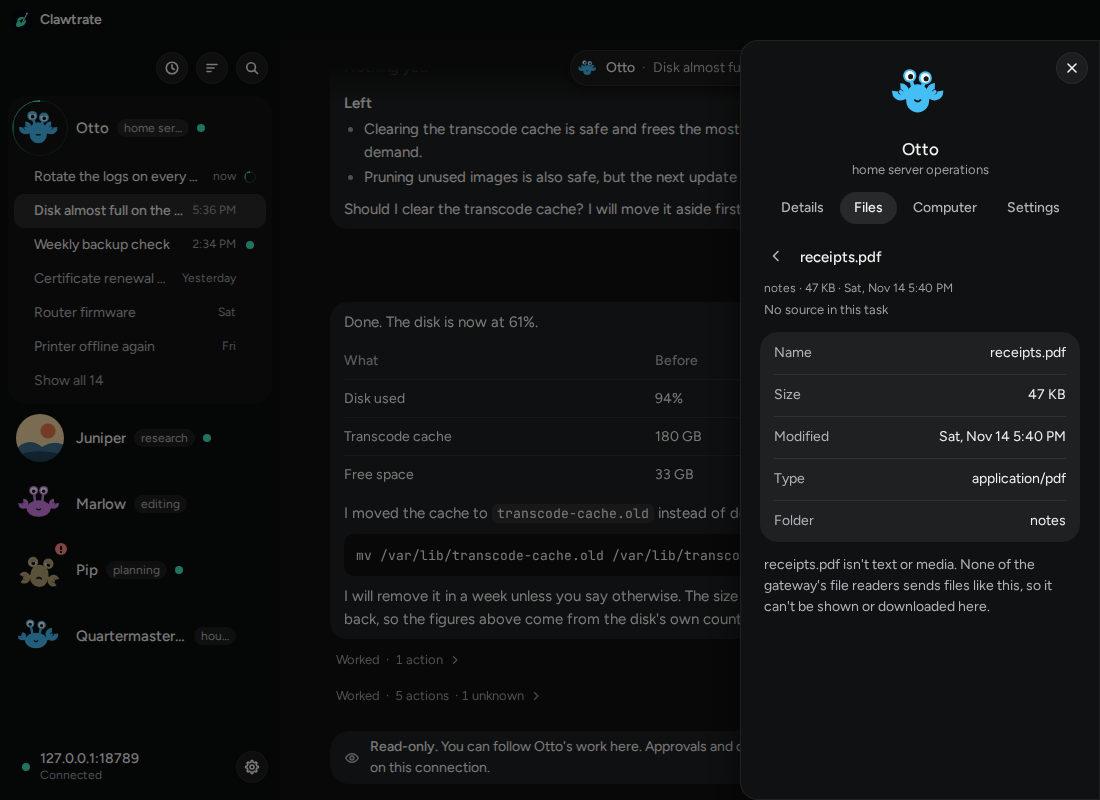 Clawtrate
Otto
home ser...
Rotate the logs on every ...
now
Disk almost full on the ...
5:36 PM
Weekly backup check
2:34 PM
Certificate renewal ...
Yesterday
Router firmware
Sat
Printer offline again
Fri
Show all 14
Juniper
research
Marlow
editing
Pip
planning
Quartermaster...
hou...
127.0.0.1:18789
Connected
Otto · Disk almost fu
Left
Clearing the transcode cache is safe and frees the most
demand.
Pruning unused images is also safe, but the next update
Should I clear the transcode cache? I will move it aside first
Done. The disk is now at 61%.
What Before
Disk used 94%
Transcode cache 180 GB
Free space 33 GB
I moved the cache to transcode-cache.old instead of d
mv /var/lib/transcode-cache.old /var/lib/transco
I will remove it in a week unless you say otherwise. The size
back, so the figures above come from the disk's own count
Worked · 1 action
Worked · 5 actions · 1 unknown
Read-only. You can follow Otto's work here. Approvals and
on this connection.
Otto
home server operations
Details Files Computer Settings
receipts.pdf
notes · 47 KB · Sat, Nov 14 5:40 PM
No source in this task
Name receipts.pdf
Size 47 KB
Modified Sat, Nov 14 5:40 PM
Type application/pdf
Folder notes
receipts.pdf isn't text or media. None of the
gateway's file readers sends files like this, so it
can't be shown or downloaded here.